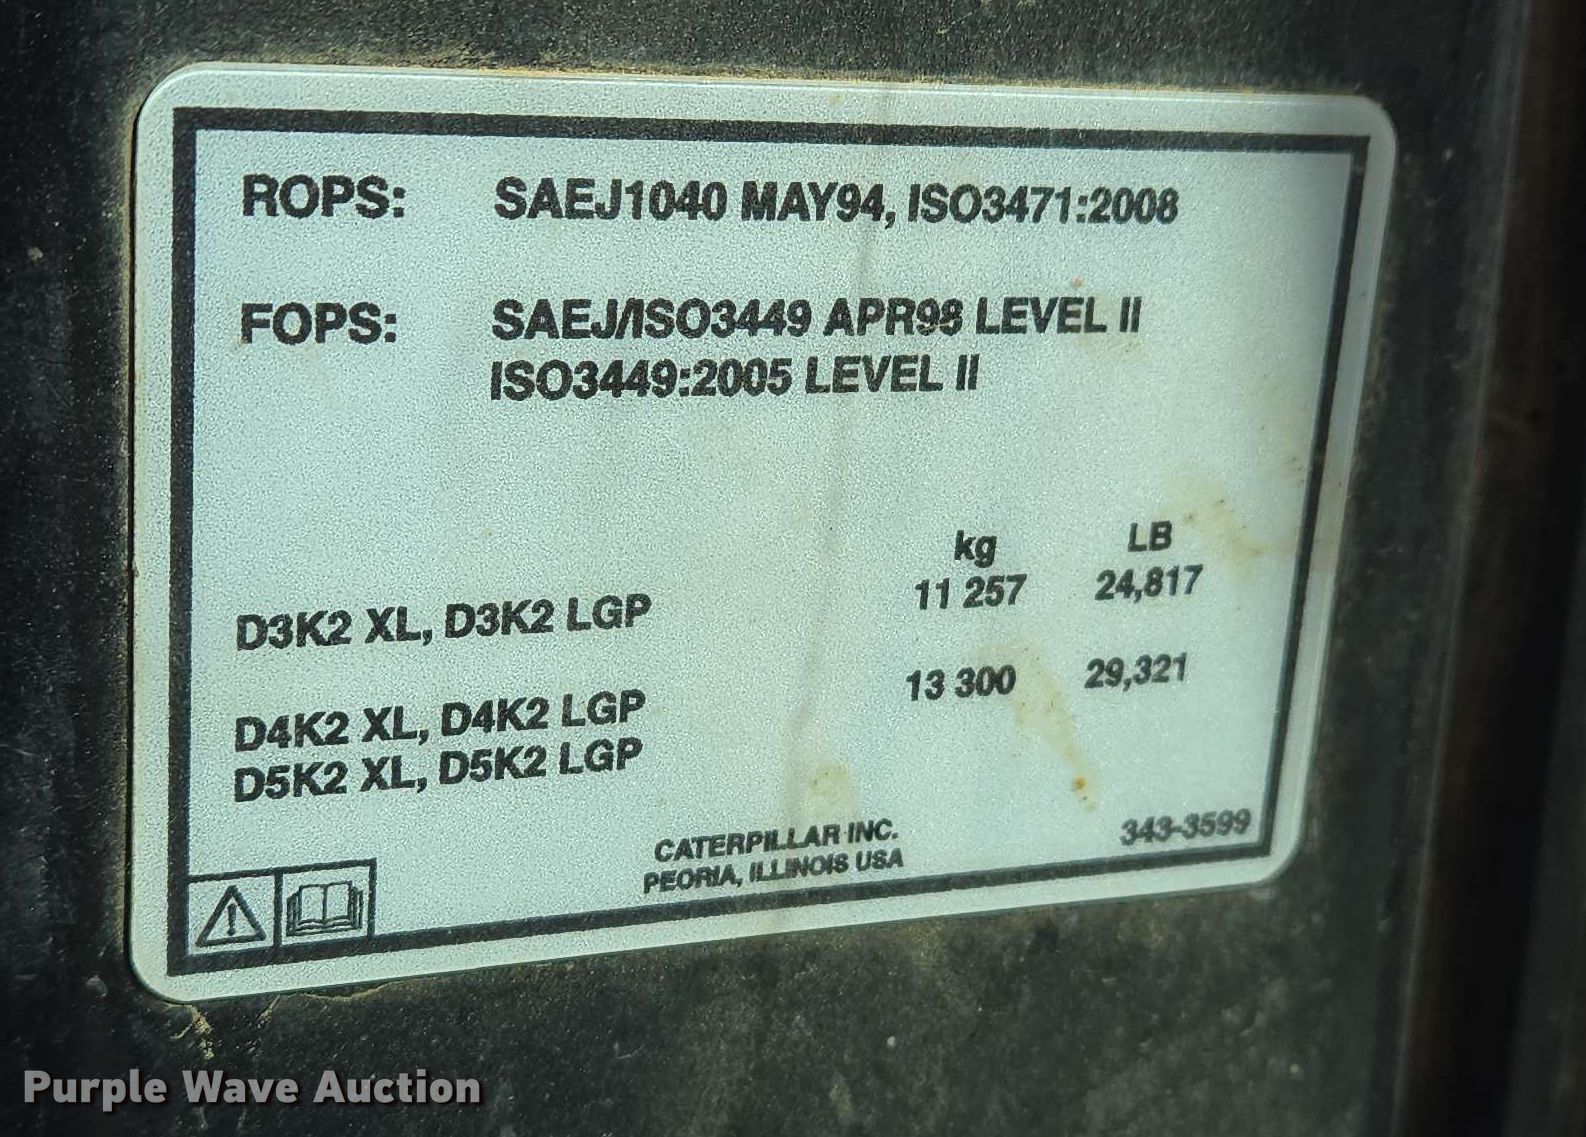 ROPS: SAEJ1040 MAY94, ISO3471:2008
FOPS: SAEJ/ISO3449 APR98 LEVEL II
ISO3449:2005 LEVEL II
kg LB
D3K2 XL, D3K2 LGP 11 257 24,817
D4K2 XL, D4K2 LGP 13 300 29,321
D5K2 XL, D5K2 LGP
CATERPILLAR INC.
PEORIA, ILLINOIS USA
343-3599
Purple Wave Auction